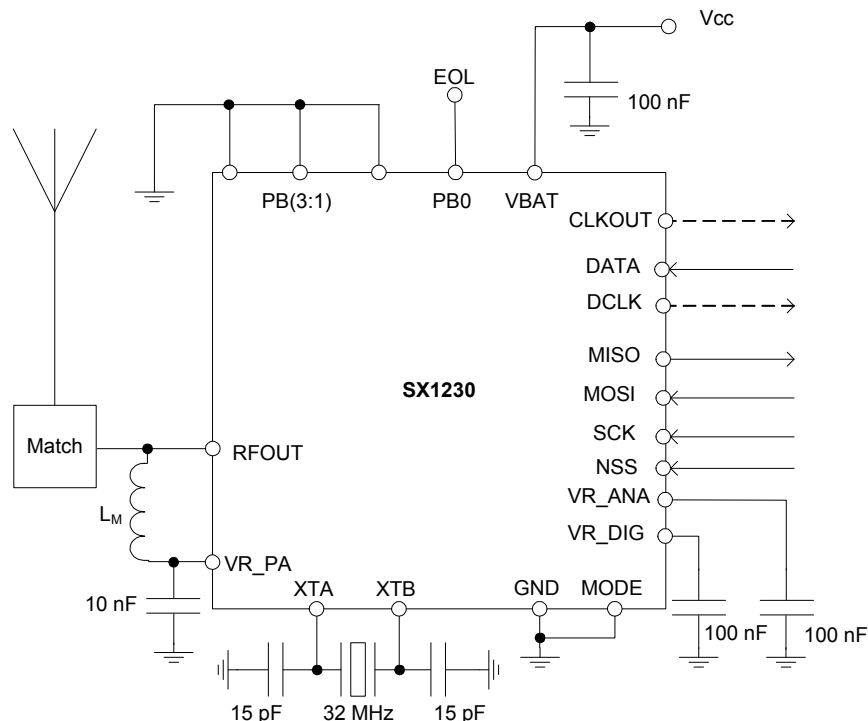 Vcc
EOL
100 nF
PB(3:1)
PB0
VBAT
CLKOUT
DATA
DCLK
MISO
SX1230
MOSI
SCK
Match
RFOUT
NSS
VR_ANA
LM
VR_DIG
VR_PA
10 nF
XTA
XTB
GND
MODE
100 nF
100 nF
15 pF
32 MHz
15 pF